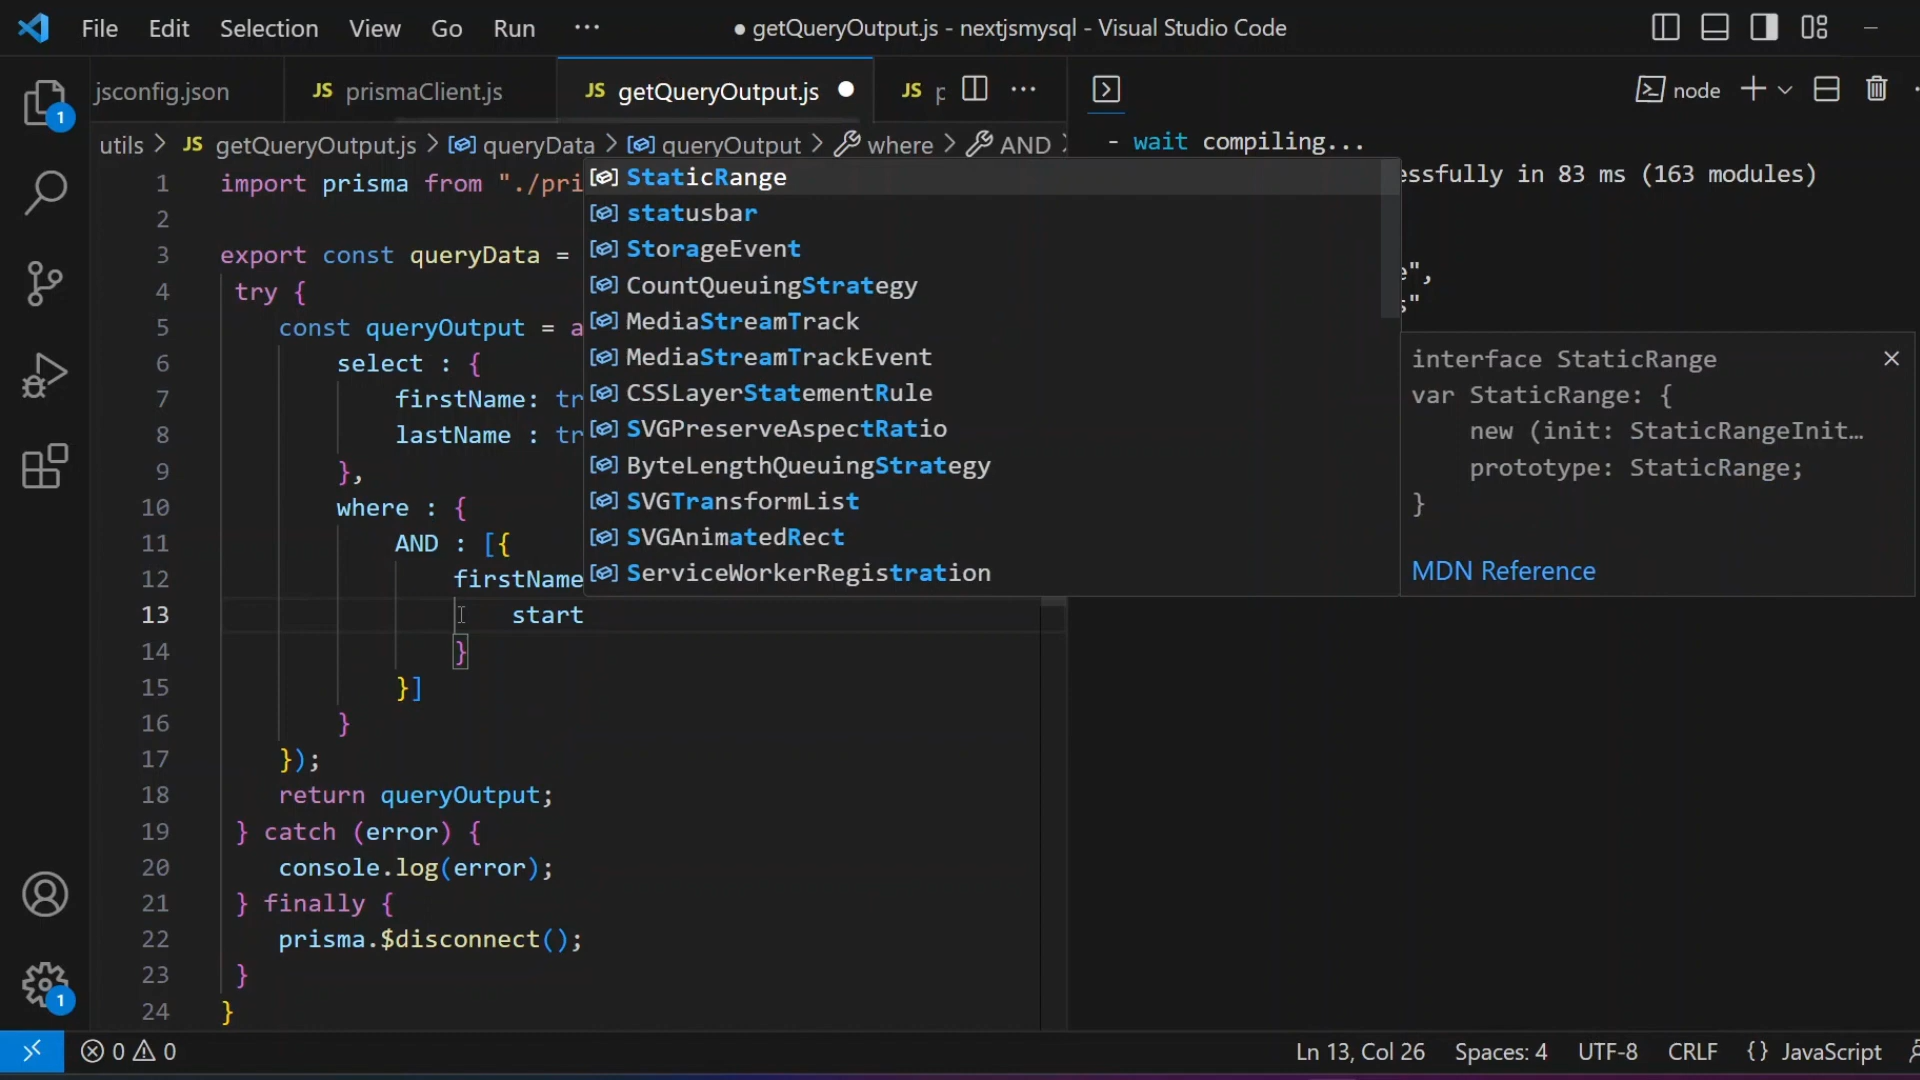 File Edit Selection View Go Run ··· ● getQueryOutput.js - nextjsmysql - Visual Studio Code
jsconfig.json JS prismaClient.js JS getQueryOutput.js ● JS p ··· node
utils > JS getQueryOutput.js > queryData > queryOutput > where > AND >
1 import prisma from "./pri
2
3 export const queryData =
4 try {
5 const queryOutput = a
6 select : {
7 firstName: tr
8 lastName : tr
9 },
10 where : {
11 AND : [{
12 firstName
13 start
14 }
15 }]
16 }
17 });
18 return queryOutput;
19 } catch (error) {
20 console.log(error);
21 } finally {
22 prisma.$disconnect();
23 }
24 }
StaticRange
statusbar
StorageEvent
CountQueuingStrategy
MediaStreamTrack
MediaStreamTrackEvent
CSSLayerStatementRule
SVGPreserveAspectRatio
ByteLengthQueuingStrategy
SVGTransformList
SVGAnimatedRect
ServiceWorkerRegistration
- wait compiling...
essfully in 83 ms (163 modules)
e",
s"
interface StaticRange
var StaticRange: {
new (init: StaticRangeInit…
prototype: StaticRange;
}
MDN Reference
1
1
0 0 Ln 13, Col 26 Spaces: 4 UTF-8 CRLF {} JavaScript